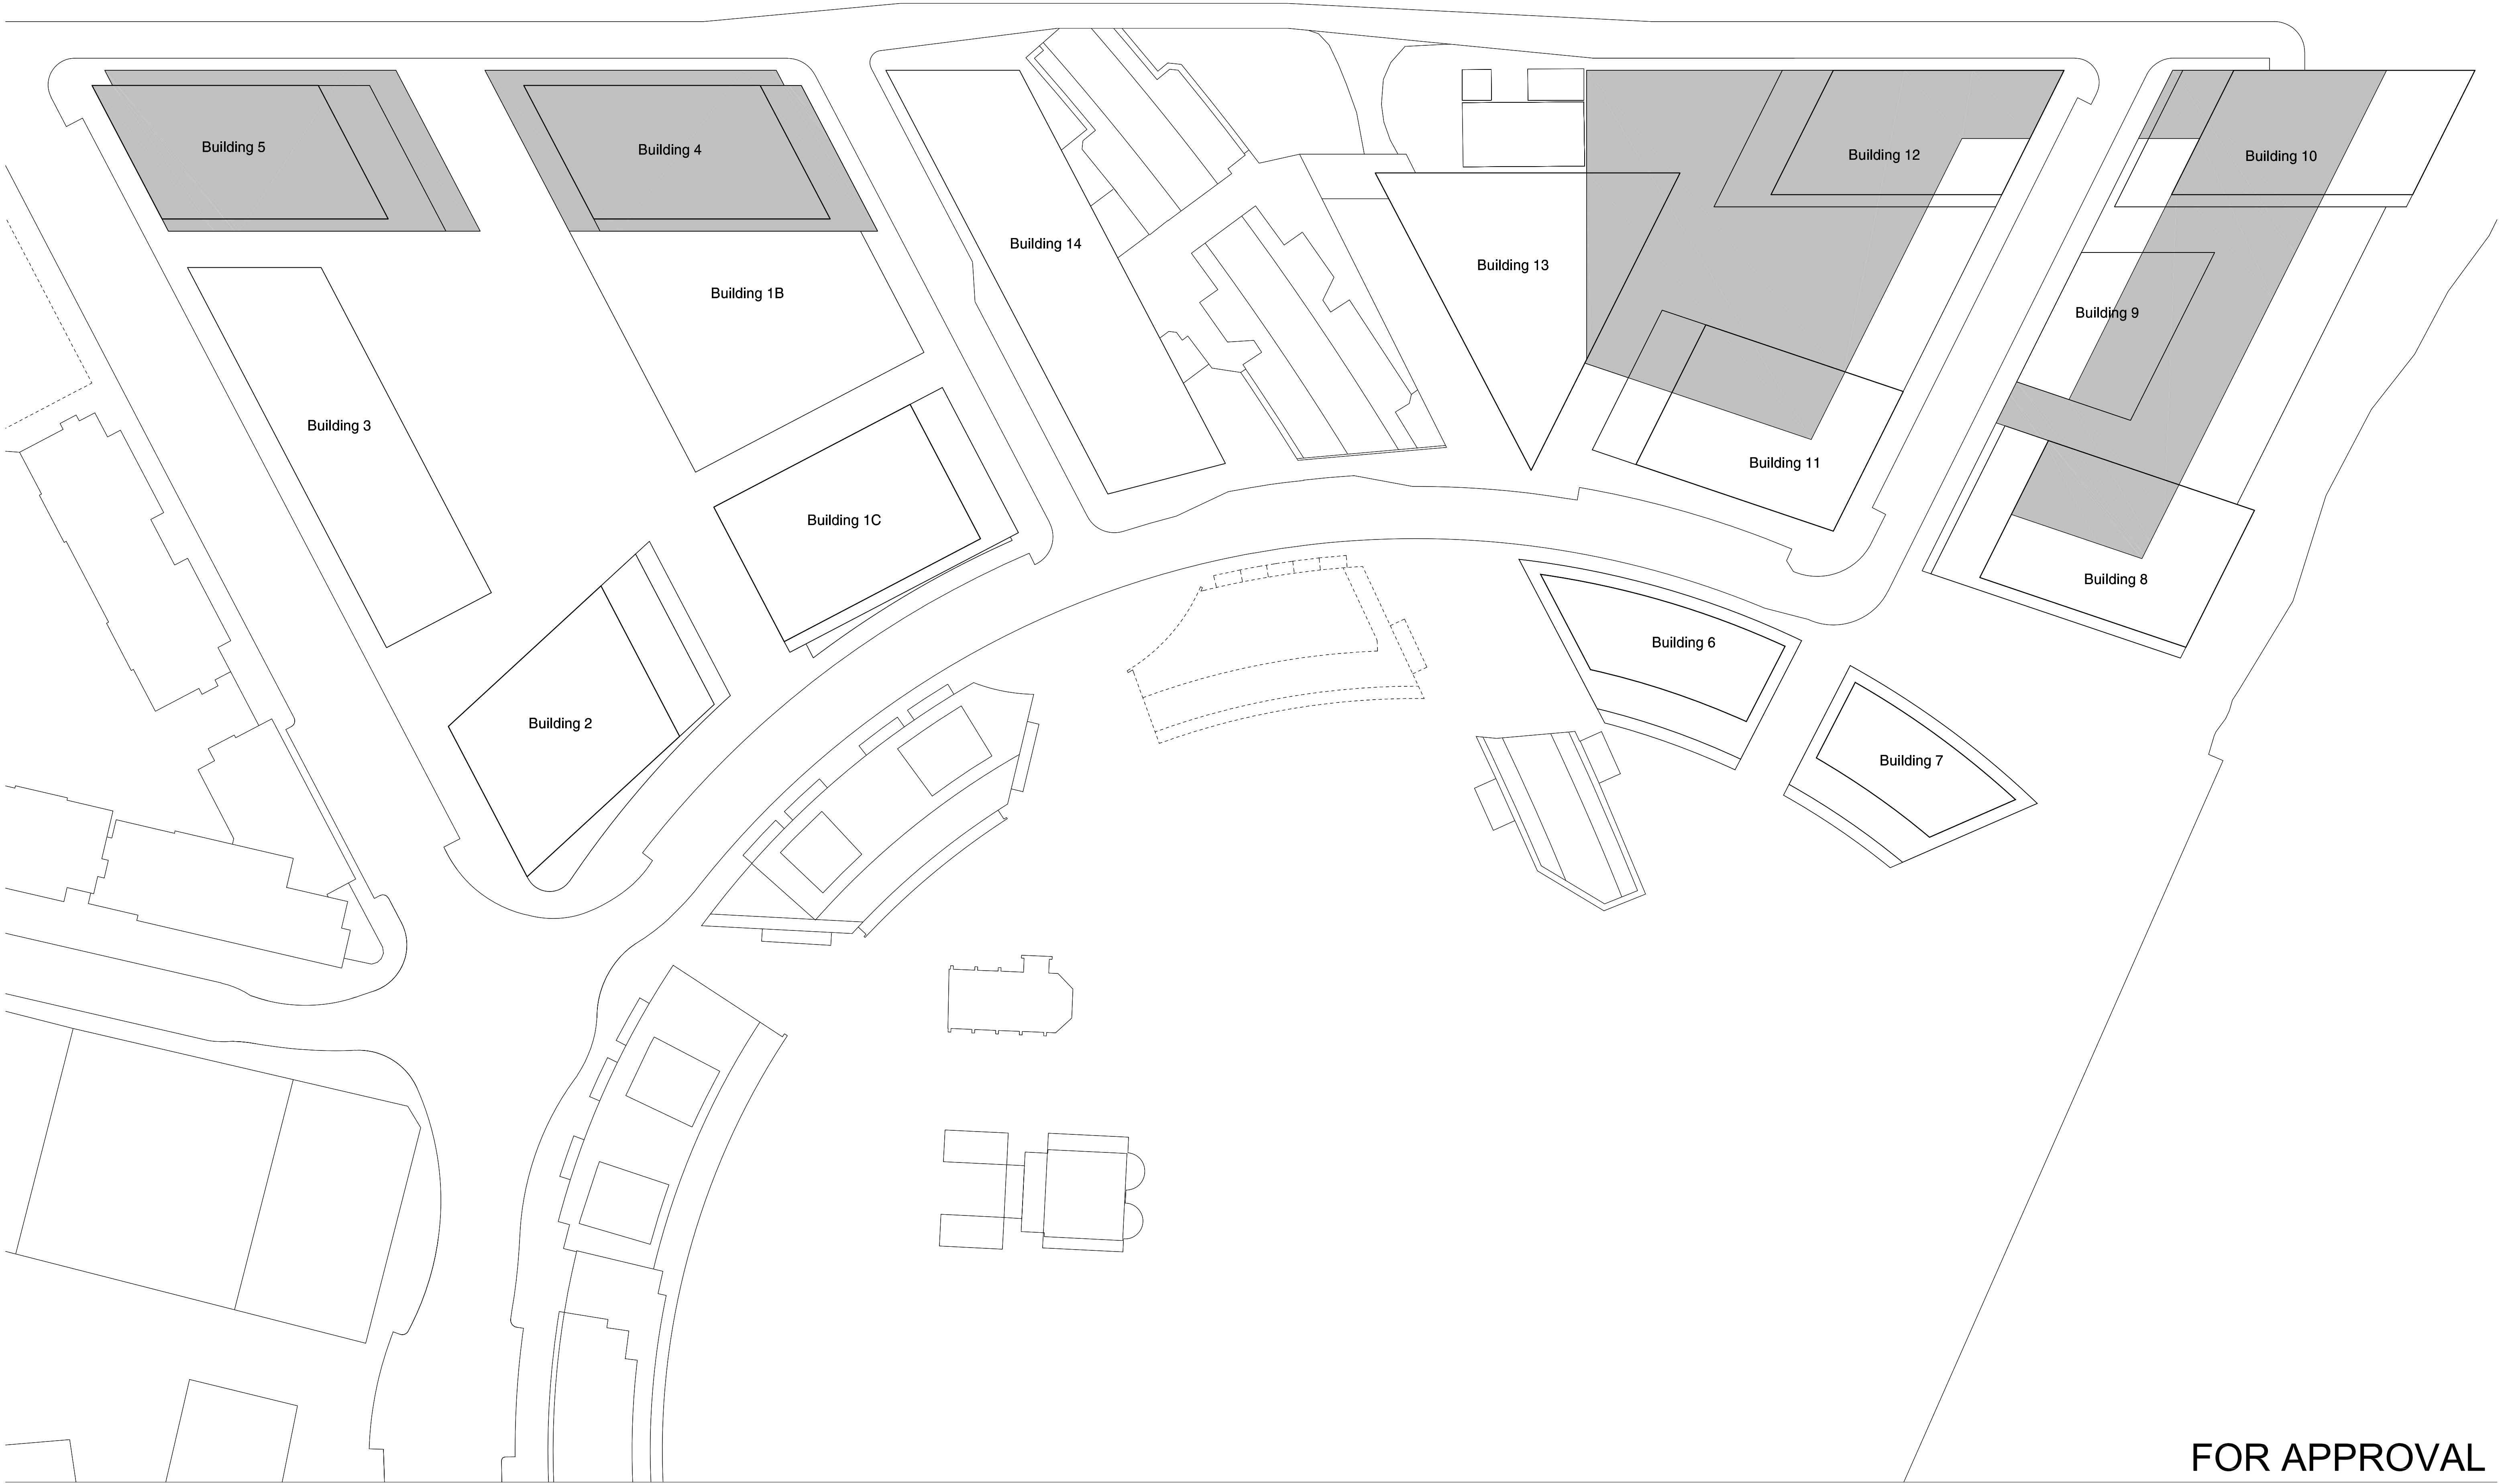 Building 5
Building 4
Building 12
Building 10
Building 14
Building 13
Building 1B
Building 9
Building 3
Building 11
Building 1C
Building 8
Building 6
Building 2
Building 7
FOR APPROVAL